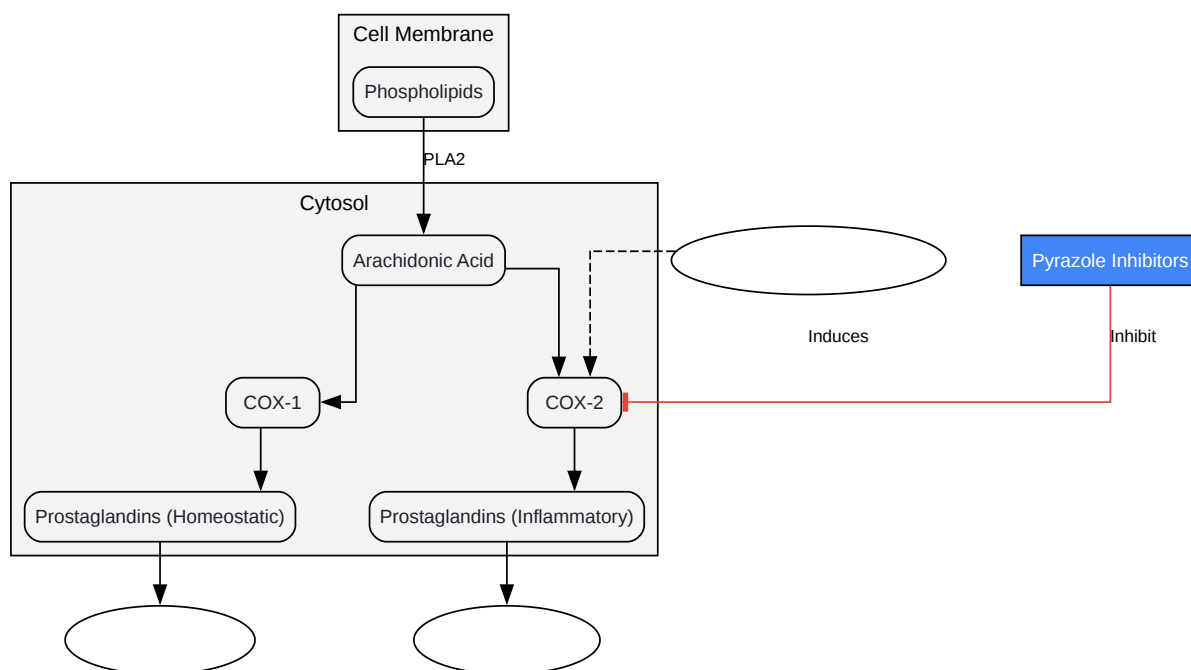 Cell Membrane
Phospholipids
PLA2
Cytosol
Arachidonic Acid
Pyrazole Inhibitors
Induces
Inhibit
COX-1
COX-2
Prostaglandins (Homeostatic)
Prostaglandins (Inflammatory)